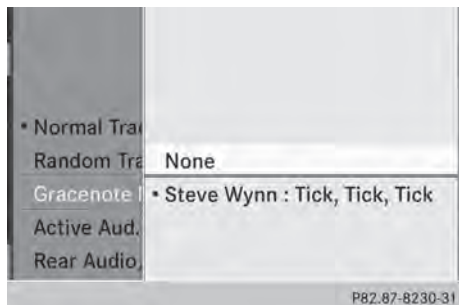 • Normal Tra
Random Tra
None
Gracenote
• Steve Wynn : Tick, Tick, Tick
Active Aud.
Rear Audio,
P82.87-8230-31